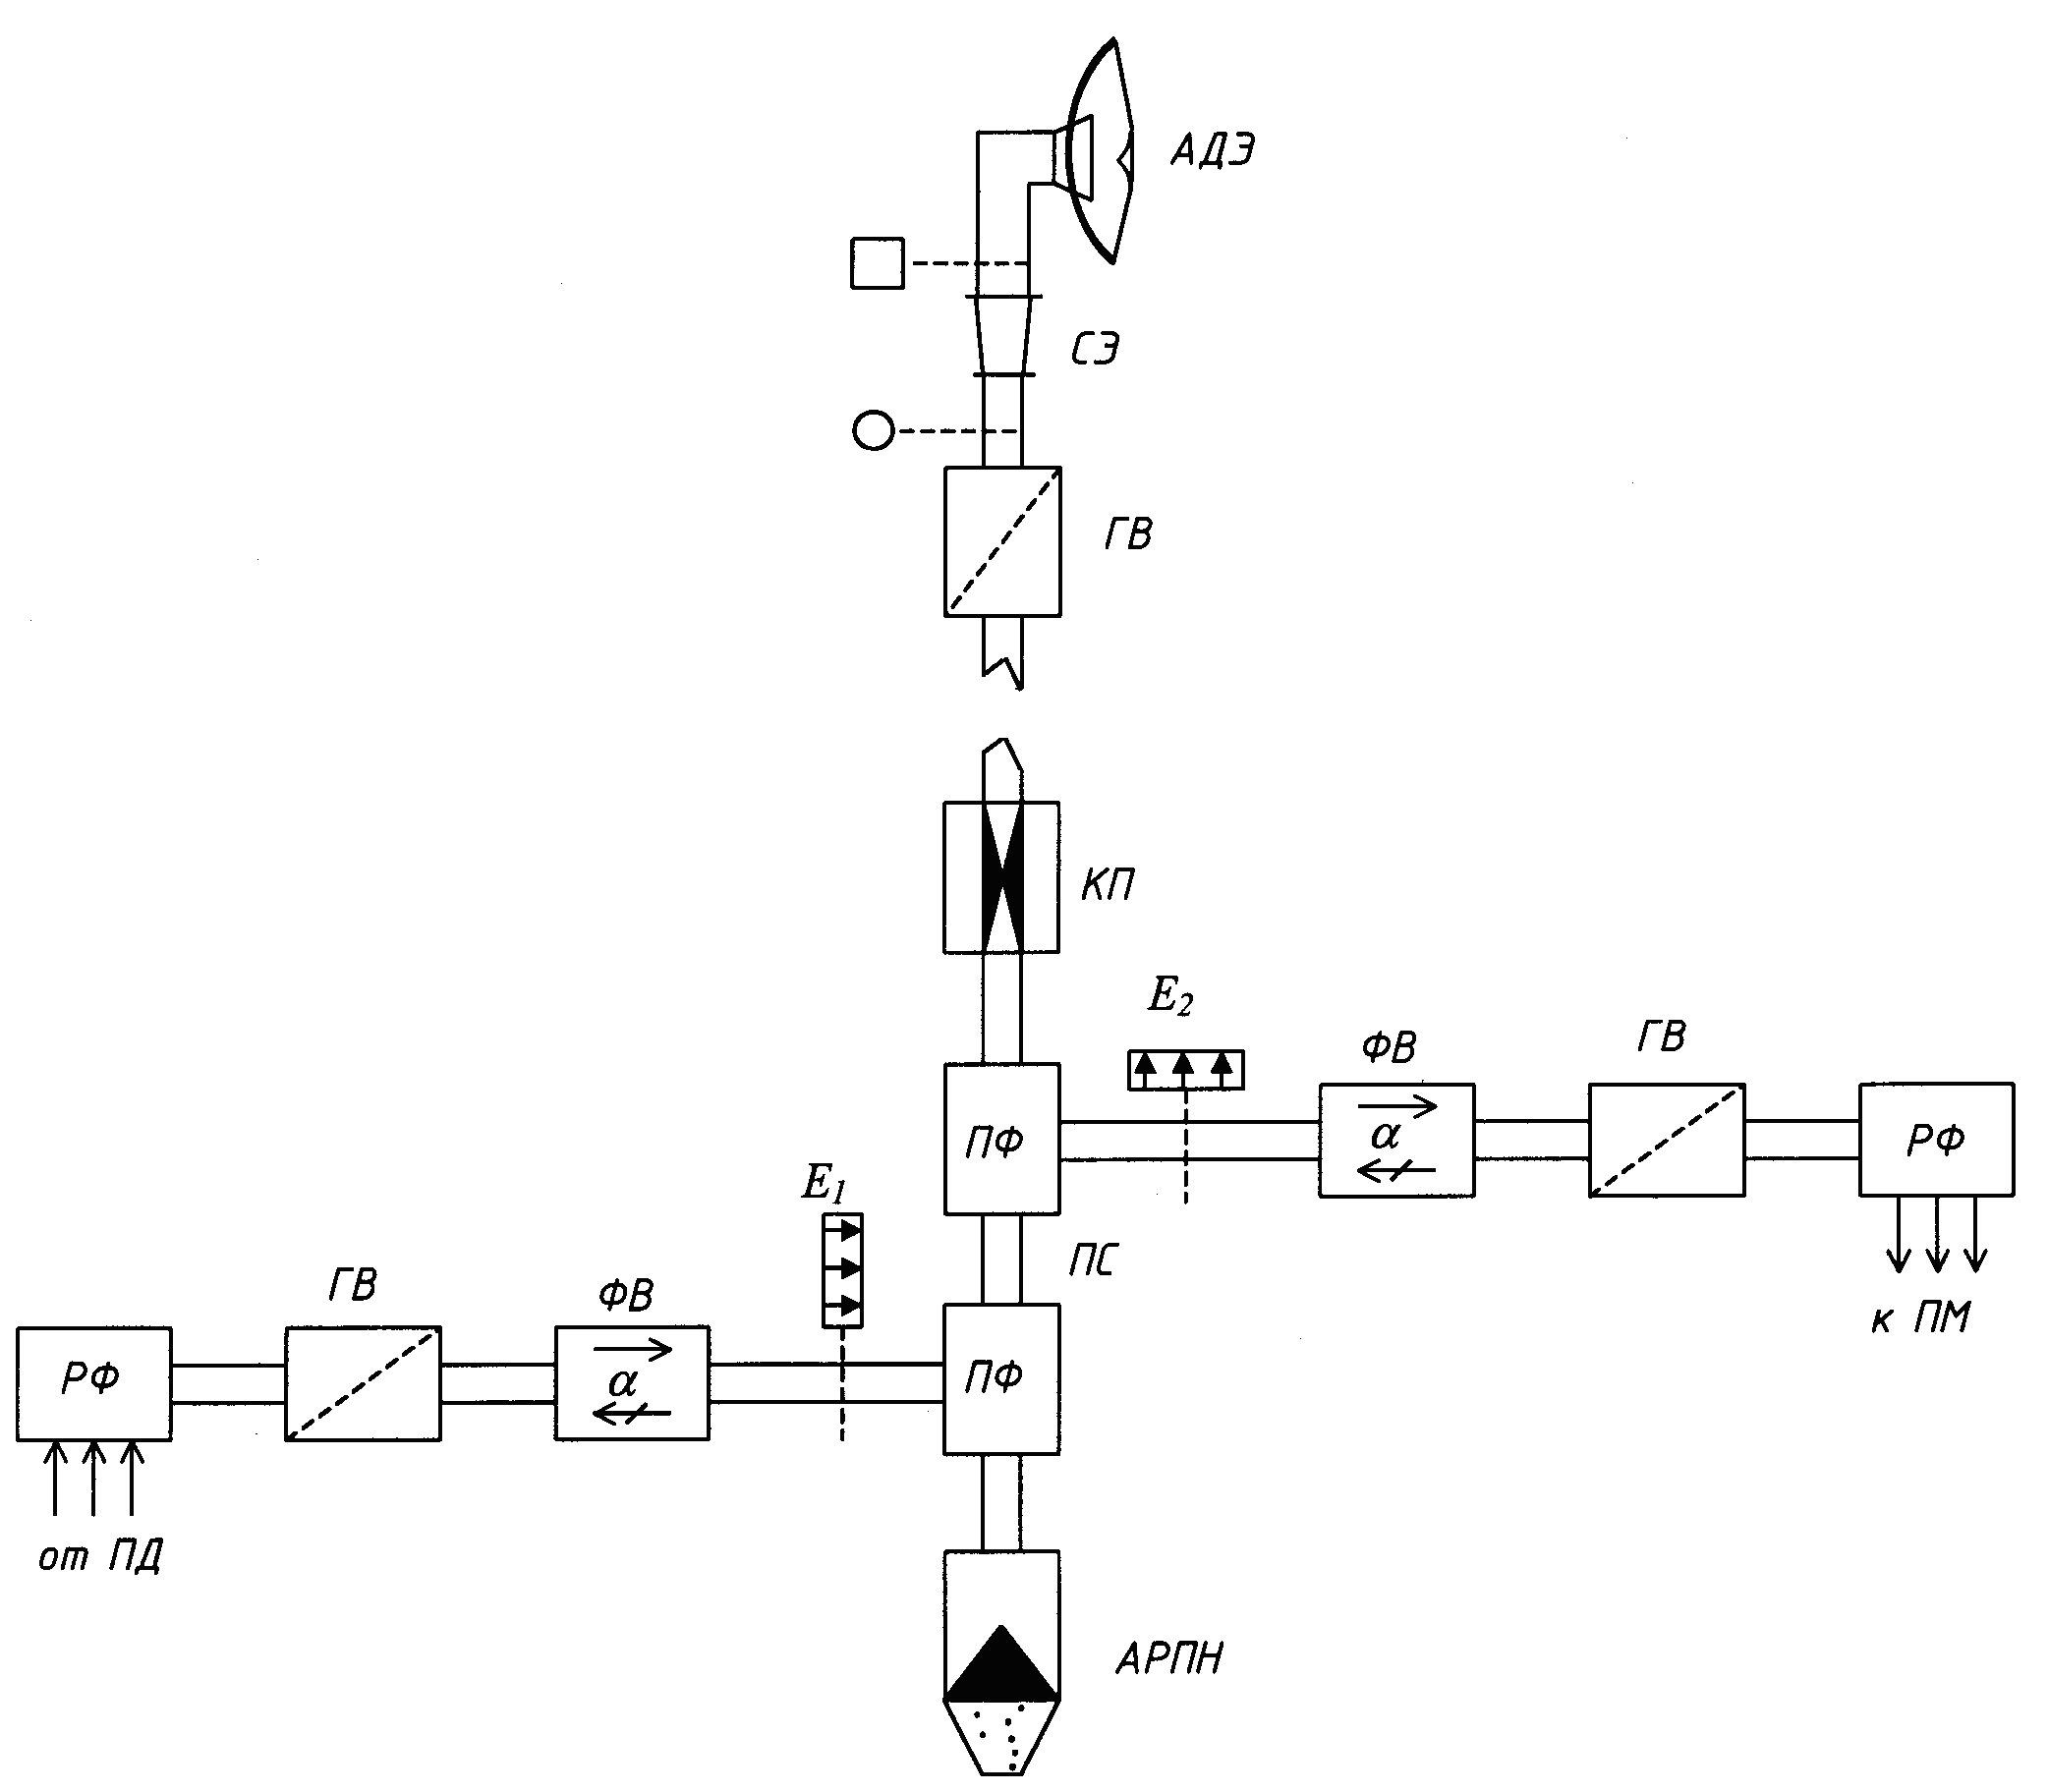 АДЭ
СЭ
ГВ
КП
E2
ФВ
ГВ
ПФ
α
РФ
E1
ПС
к ПМ
ГВ
ФВ
РФ
α
ПФ
от ПД
АРПН